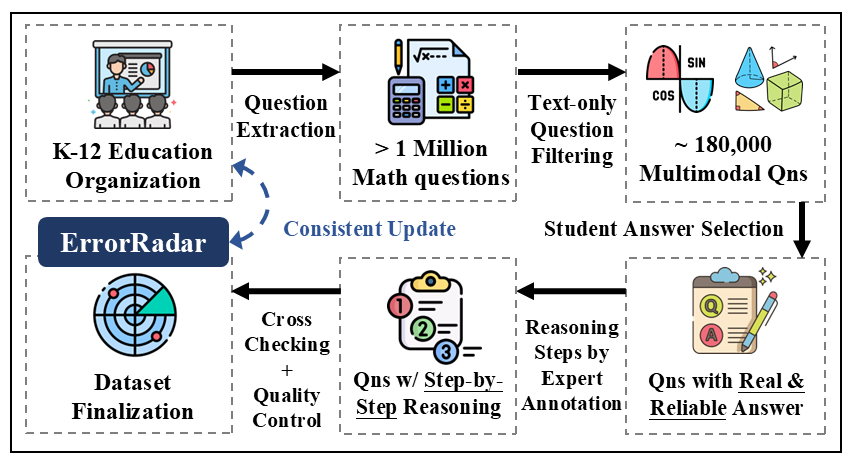 K-12 Education
Organization
Question
Extraction
√x---
> 1 Million
Math questions
Text-only
Question
Filtering
SIN
COS
~ 180,000
Multimodal Qns
ErrorRadar
Consistent Update
Student Answer Selection
Dataset
Finalization
Cross
Checking
+
Quality
Control
1
2
3
Qns w/ Step-by-
Step Reasoning
Reasoning
Steps by
Expert
Annotation
Q
A
Qns with Real &
Reliable Answer